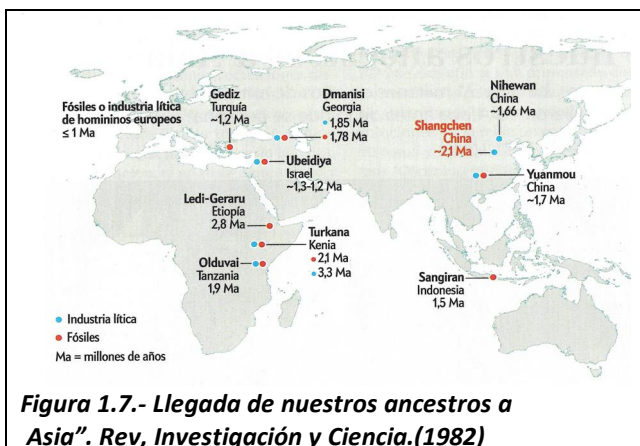 Gediz
Turquía
~1,2 Ma
Dmanisi
Georgia
1,85 Ma
1,78 Ma
Nihewan
China
~1,66 Ma
Fósiles o industria lítica
de homininos europeos
≤ 1 Ma
Shangchen
China
~2,1 Ma
Ubeidiya
Israel
~1,3-1,2 Ma
Yuanmou
China
~1,7 Ma
Ledi-Geraru
Etiopía
2,8 Ma
Turkana
Kenia
2,1 Ma
3,3 Ma
Olduvai
Tanzania
1,9 Ma
Sangiran
Indonesia
1,5 Ma
Industria lítica
Fósiles
Ma = millones de años
Figura 1.7.- Llegada de nuestros ancestros a
Asia”. Rev, Investigación y Ciencia.(1982)